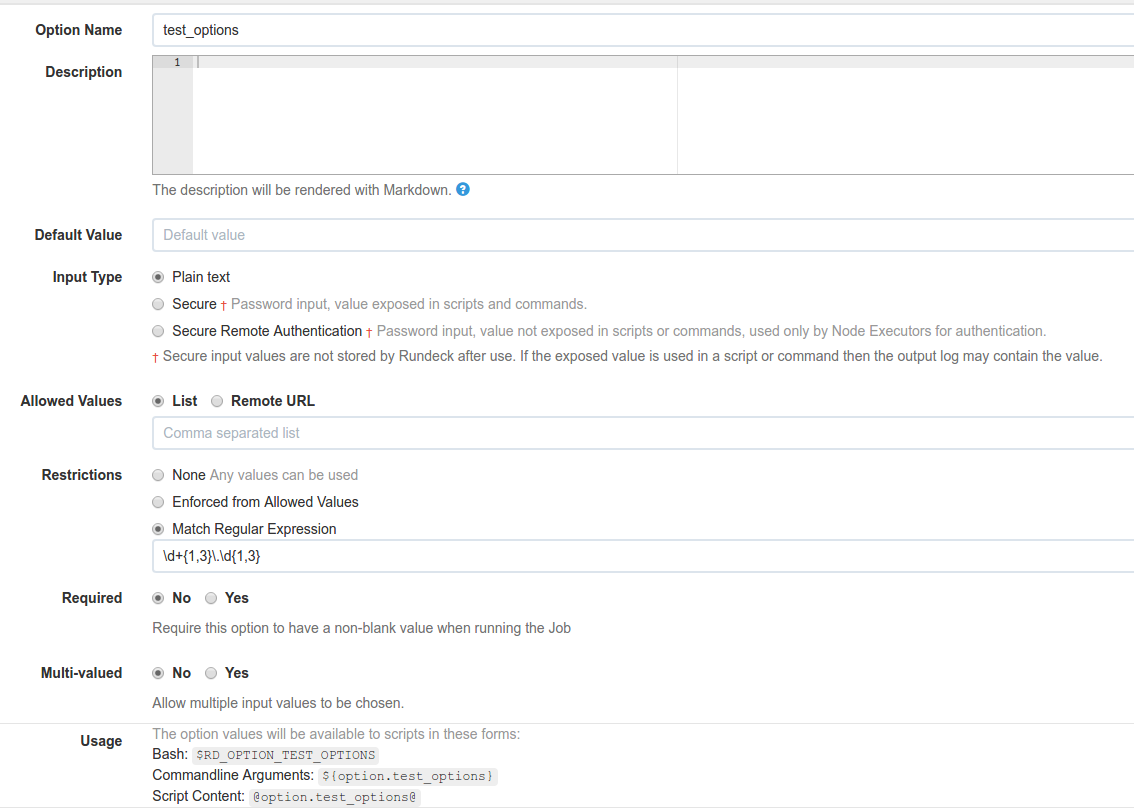 Option Name test_options
Description 1
The description will be rendered with Markdown. ?
Default Value Default value
Input Type Plain text
Secure † Password input, value exposed in scripts and commands.
Secure Remote Authentication † Password input, value not exposed in scripts or commands, used only by Node Executors for authentication.
† Secure input values are not stored by Rundeck after use. If the exposed value is used in a script or command then the output log may contain the value.
Allowed Values List Remote URL
Comma separated list
Restrictions None Any values can be used
Enforced from Allowed Values
Match Regular Expression
\d+{1,3}\.\d{1,3}
Required No Yes
Require this option to have a non-blank value when running the Job
Multi-valued No Yes
Allow multiple input values to be chosen.
Usage The option values will be available to scripts in these forms:
Bash: $RD_OPTION_TEST_OPTIONS
Commandline Arguments: ${option.test_options}
Script Content: @option.test_options@